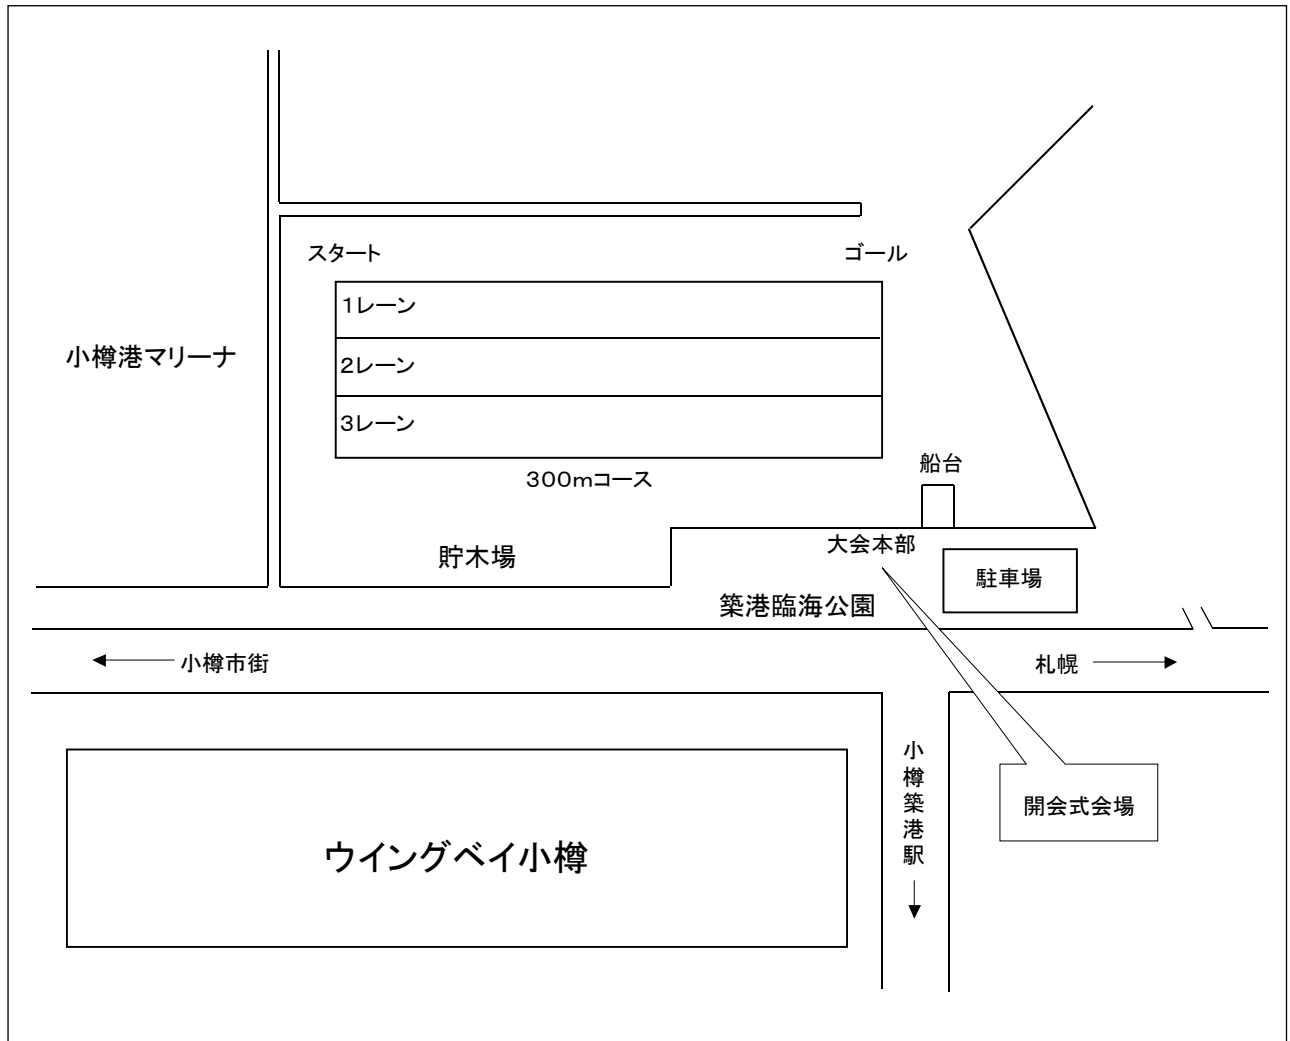 スタート
ゴール
1レーン
小樽港マリーナ
2レーン
3レーン
船台
300mコース
大会本部
貯木場
駐車場
築港臨海公園
小樽市街
札幌
小樽築港駅
開会式会場
ウイングベイ小樽